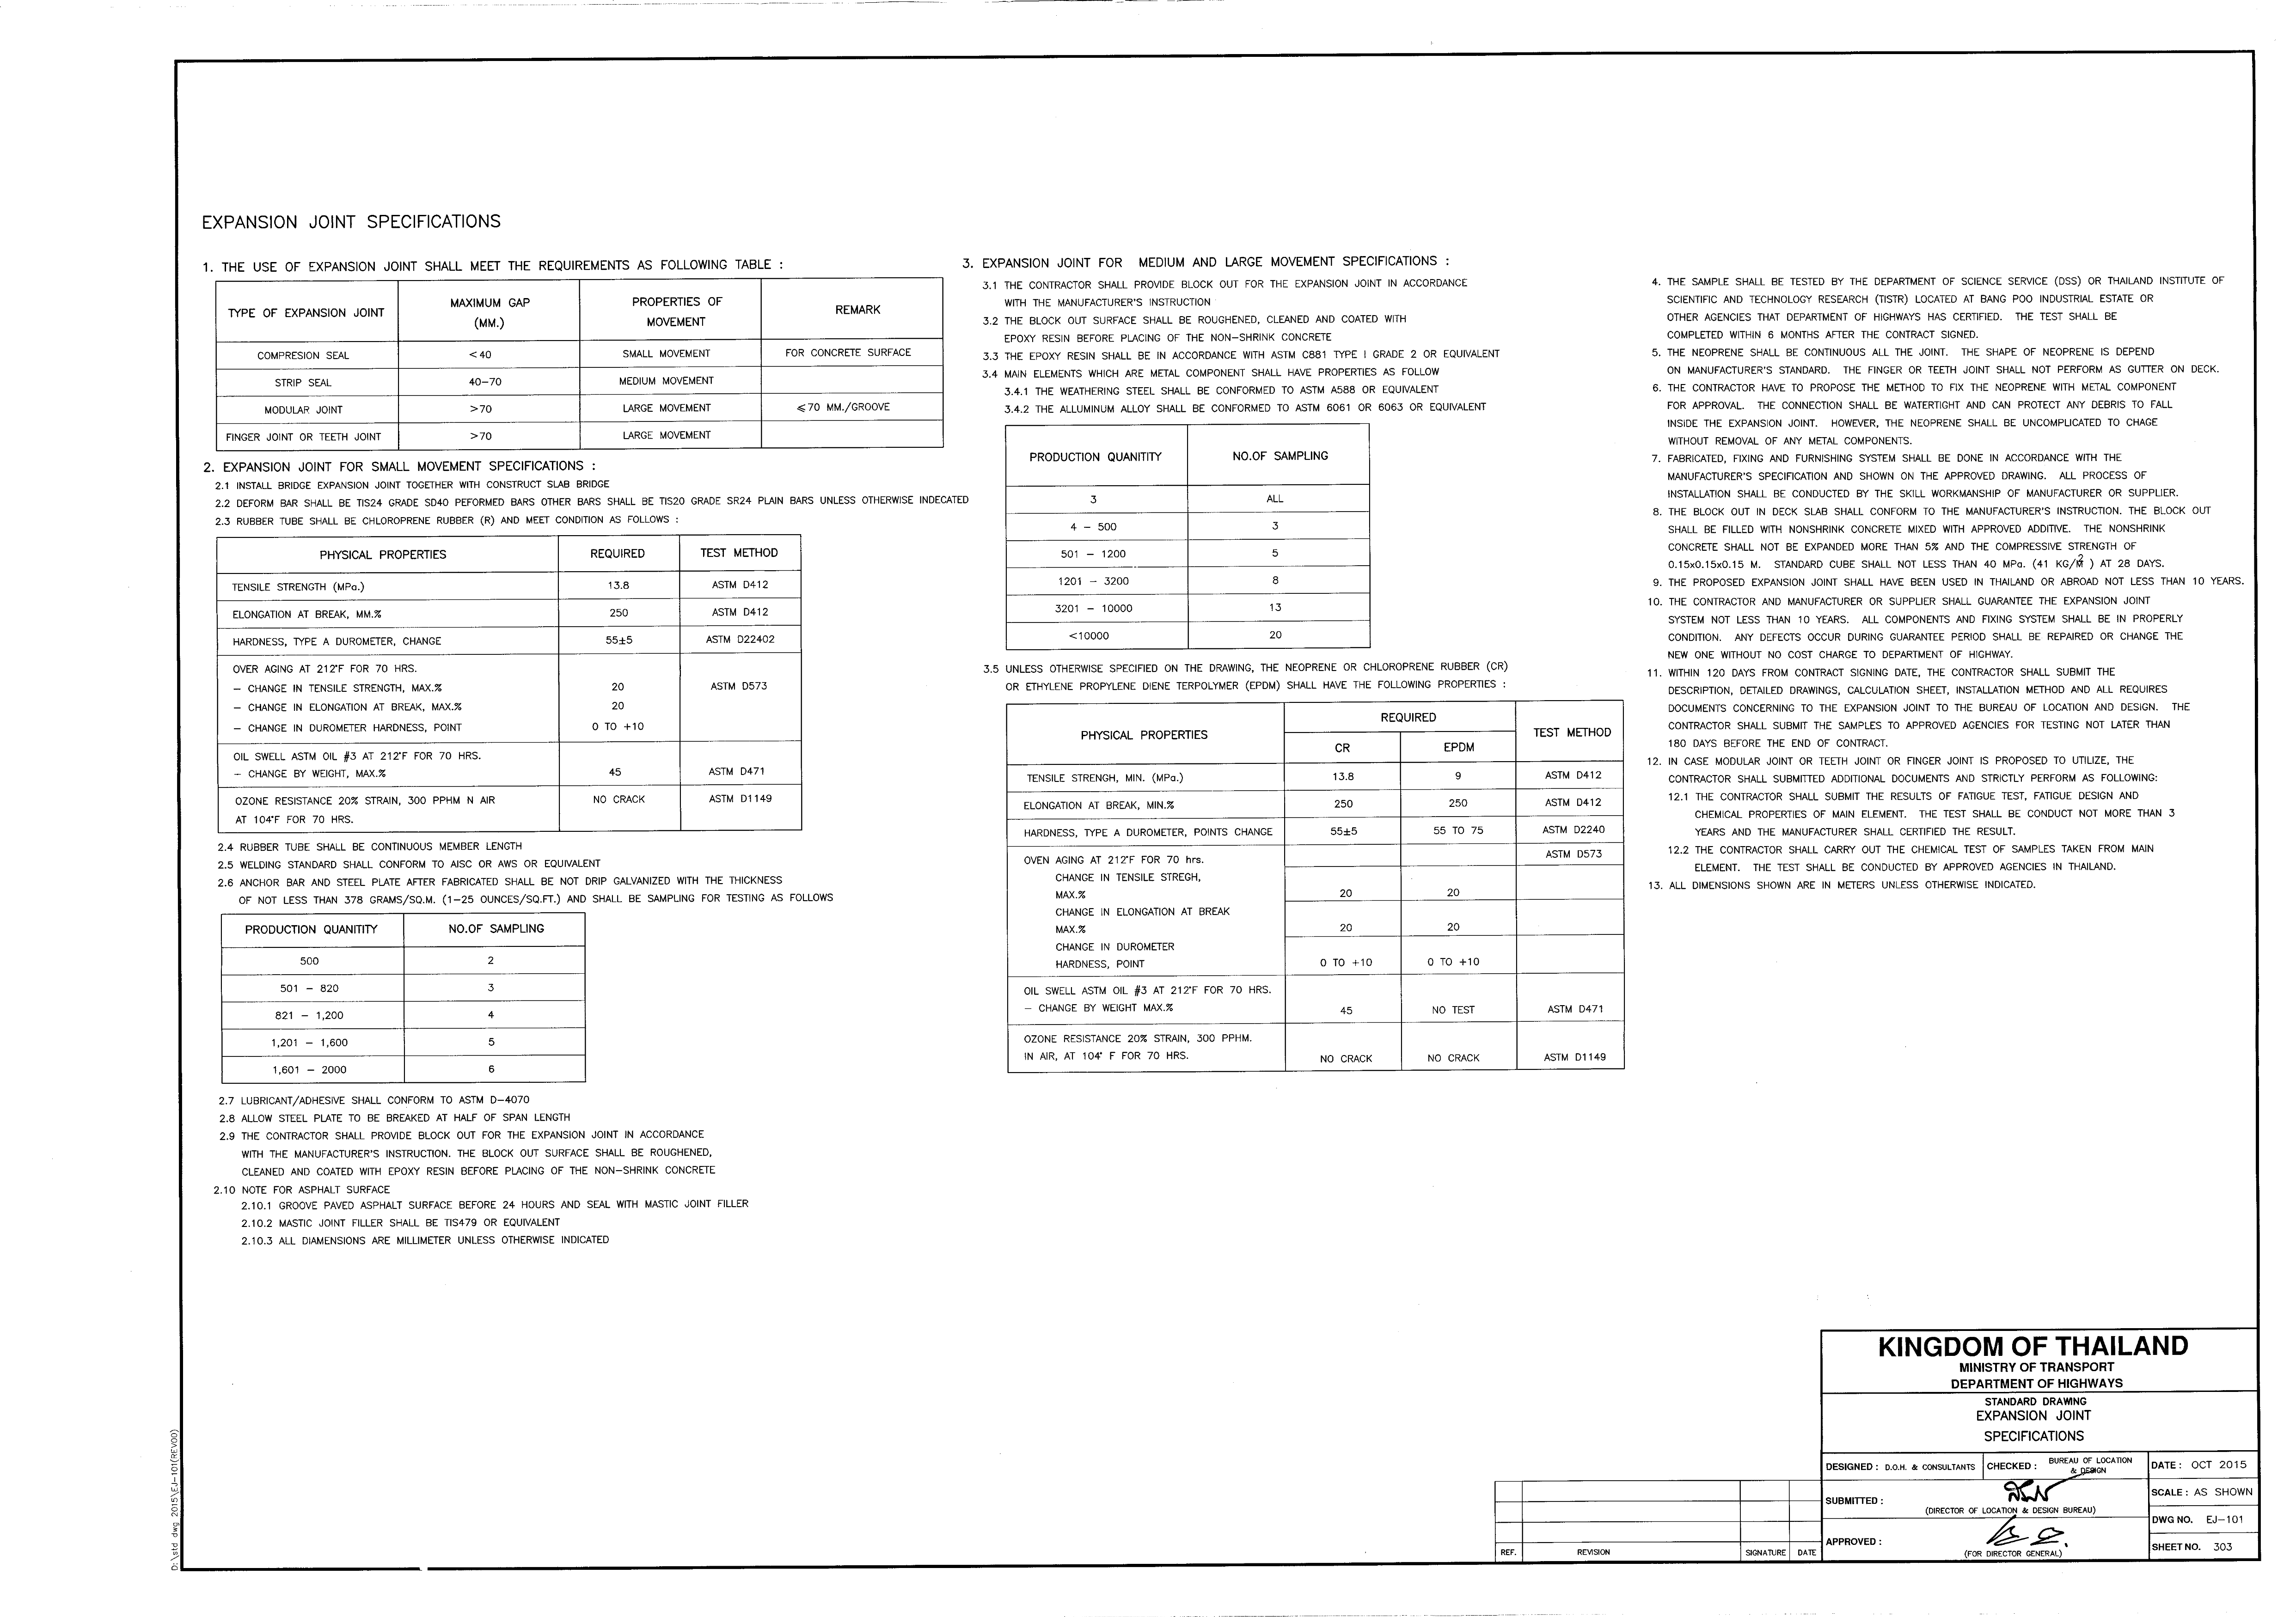 EXPANSION JOINT SPECIFICATIONS
1. THE USE OF EXPANSION JOINT SHALL MEET THE REQUIREMENTS AS FOLLOWING TABLE :
TYPE OF EXPANSION JOINT | MAXIMUM GAP (MM.) | PROPERTIES OF MOVEMENT | REMARK
COMPRESION SEAL | <40 | SMALL MOVEMENT | FOR CONCRETE SURFACE
STRIP SEAL | 40-70 | MEDIUM MOVEMENT
MODULAR JOINT | >70 | LARGE MOVEMENT | ⩽70 MM./GROOVE
FINGER JOINT OR TEETH JOINT | >70 | LARGE MOVEMENT
2. EXPANSION JOINT FOR SMALL MOVEMENT SPECIFICATIONS :
2.1 INSTALL BRIDGE EXPANSION JOINT TOGETHER WITH CONSTRUCT SLAB BRIDGE
2.2 DEFORM BAR SHALL BE TIS24 GRADE SD40 PEFORMED BARS OTHER BARS SHALL BE TIS20 GRADE SR24 PLAIN BARS UNLESS OTHERWISE INDECATED
2.3 RUBBER TUBE SHALL BE CHLOROPRENE RUBBER (R) AND MEET CONDITION AS FOLLOWS :
PHYSICAL PROPERTIES | REQUIRED | TEST METHOD
TENSILE STRENGTH (MPa.) | 13.8 | ASTM D412
ELONGATION AT BREAK, MM.% | 250 | ASTM D412
HARDNESS, TYPE A DUROMETER, CHANGE | 55±5 | ASTM D22402
OVER AGING AT 212°F FOR 70 HRS.
– CHANGE IN TENSILE STRENGTH, MAX.% | 20 | ASTM D573
– CHANGE IN ELONGATION AT BREAK, MAX.% | 20
– CHANGE IN DUROMETER HARDNESS, POINT | 0 TO +10
OIL SWELL ASTM OIL #3 AT 212°F FOR 70 HRS.
– CHANGE BY WEIGHT, MAX.% | 45 | ASTM D471
OZONE RESISTANCE 20% STRAIN, 300 PPHM N AIR | NO CRACK | ASTM D1149
AT 104°F FOR 70 HRS.
2.4 RUBBER TUBE SHALL BE CONTINUOUS MEMBER LENGTH
2.5 WELDING STANDARD SHALL CONFORM TO AISC OR AWS OR EQUIVALENT
2.6 ANCHOR BAR AND STEEL PLATE AFTER FABRICATED SHALL BE NOT DRIP GALVANIZED WITH THE THICKNESS
OF NOT LESS THAN 378 GRAMS/SQ.M. (1-25 OUNCES/SQ.FT.) AND SHALL BE SAMPLING FOR TESTING AS FOLLOWS
PRODUCTION QUANITITY | NO.OF SAMPLING
500 | 2
501 – 820 | 3
821 – 1,200 | 4
1,201 – 1,600 | 5
1,601 – 2000 | 6
2.7 LUBRICANT/ADHESIVE SHALL CONFORM TO ASTM D-4070
2.8 ALLOW STEEL PLATE TO BE BREAKED AT HALF OF SPAN LENGTH
2.9 THE CONTRACTOR SHALL PROVIDE BLOCK OUT FOR THE EXPANSION JOINT IN ACCORDANCE
WITH THE MANUFACTURER'S INSTRUCTION. THE BLOCK OUT SURFACE SHALL BE ROUGHENED,
CLEANED AND COATED WITH EPOXY RESIN BEFORE PLACING OF THE NON-SHRINK CONCRETE
2.10 NOTE FOR ASPHALT SURFACE
2.10.1 GROOVE PAVED ASPHALT SURFACE BEFORE 24 HOURS AND SEAL WITH MASTIC JOINT FILLER
2.10.2 MASTIC JOINT FILLER SHALL BE TIS479 OR EQUIVALENT
2.10.3 ALL DIAMENSIONS ARE MILLIMETER UNLESS OTHERWISE INDICATED
3. EXPANSION JOINT FOR MEDIUM AND LARGE MOVEMENT SPECIFICATIONS :
3.1 THE CONTRACTOR SHALL PROVIDE BLOCK OUT FOR THE EXPANSION JOINT IN ACCORDANCE
WITH THE MANUFACTURER'S INSTRUCTION
3.2 THE BLOCK OUT SURFACE SHALL BE ROUGHENED, CLEANED AND COATED WITH
EPOXY RESIN BEFORE PLACING OF THE NON-SHRINK CONCRETE
3.3 THE EPOXY RESIN SHALL BE IN ACCORDANCE WITH ASTM C881 TYPE I GRADE 2 OR EQUIVALENT
3.4 MAIN ELEMENTS WHICH ARE METAL COMPONENT SHALL HAVE PROPERTIES AS FOLLOW
3.4.1 THE WEATHERING STEEL SHALL BE CONFORMED TO ASTM A588 OR EQUIVALENT
3.4.2 THE ALLUMINUM ALLOY SHALL BE CONFORMED TO ASTM 6061 OR 6063 OR EQUIVALENT
PRODUCTION QUANITITY | NO.OF SAMPLING
3 | ALL
4 – 500 | 3
501 – 1200 | 5
1201 – 3200 | 8
3201 – 10000 | 13
<10000 | 20
3.5 UNLESS OTHERWISE SPECIFIED ON THE DRAWING, THE NEOPRENE OR CHLOROPRENE RUBBER (CR)
OR ETHYLENE PROPYLENE DIENE TERPOLYMER (EPDM) SHALL HAVE THE FOLLOWING PROPERTIES :
PHYSICAL PROPERTIES | REQUIRED | TEST METHOD
CR | EPDM
TENSILE STRENGH, MIN. (MPa.) | 13.8 | 9 | ASTM D412
ELONGATION AT BREAK, MIN.% | 250 | 250 | ASTM D412
HARDNESS, TYPE A DUROMETER, POINTS CHANGE | 55±5 | 55 TO 75 | ASTM D2240
OVEN AGING AT 212°F FOR 70 hrs. | ASTM D573
CHANGE IN TENSILE STREGH,
MAX.% | 20 | 20
CHANGE IN ELONGATION AT BREAK
MAX.% | 20 | 20
CHANGE IN DUROMETER
HARDNESS, POINT | 0 TO +10 | 0 TO +10
OIL SWELL ASTM OIL #3 AT 212°F FOR 70 HRS.
– CHANGE BY WEIGHT MAX.% | 45 | NO TEST | ASTM D471
OZONE RESISTANCE 20% STRAIN, 300 PPHM.
IN AIR, AT 104° F FOR 70 HRS. | NO CRACK | NO CRACK | ASTM D1149
4. THE SAMPLE SHALL BE TESTED BY THE DEPARTMENT OF SCIENCE SERVICE (DSS) OR THAILAND INSTITUTE OF
SCIENTIFIC AND TECHNOLOGY RESEARCH (TISTR) LOCATED AT BANG POO INDUSTRIAL ESTATE OR
OTHER AGENCIES THAT DEPARTMENT OF HIGHWAYS HAS CERTIFIED. THE TEST SHALL BE
COMPLETED WITHIN 6 MONTHS AFTER THE CONTRACT SIGNED.
5. THE NEOPRENE SHALL BE CONTINUOUS ALL THE JOINT. THE SHAPE OF NEOPRENE IS DEPEND
ON MANUFACTURER'S STANDARD. THE FINGER OR TEETH JOINT SHALL NOT PERFORM AS GUTTER ON DECK.
6. THE CONTRACTOR HAVE TO PROPOSE THE METHOD TO FIX THE NEOPRENE WITH METAL COMPONENT
FOR APPROVAL. THE CONNECTION SHALL BE WATERTIGHT AND CAN PROTECT ANY DEBRIS TO FALL
INSIDE THE EXPANSION JOINT. HOWEVER, THE NEOPRENE SHALL BE UNCOMPLICATED TO CHAGE
WITHOUT REMOVAL OF ANY METAL COMPONENTS.
7. FABRICATED, FIXING AND FURNISHING SYSTEM SHALL BE DONE IN ACCORDANCE WITH THE
MANUFACTURER'S SPECIFICATION AND SHOWN ON THE APPROVED DRAWING. ALL PROCESS OF
INSTALLATION SHALL BE CONDUCTED BY THE SKILL WORKMANSHIP OF MANUFACTURER OR SUPPLIER.
8. THE BLOCK OUT IN DECK SLAB SHALL CONFORM TO THE MANUFACTURER'S INSTRUCTION. THE BLOCK OUT
SHALL BE FILLED WITH NONSHRINK CONCRETE MIXED WITH APPROVED ADDITIVE. THE NONSHRINK
CONCRETE SHALL NOT BE EXPANDED MORE THAN 5% AND THE COMPRESSIVE STRENGTH OF
0.15x0.15x0.15 M. STANDARD CUBE SHALL NOT LESS THAN 40 MPa. (41 KG/M² ) AT 28 DAYS.
9. THE PROPOSED EXPANSION JOINT SHALL HAVE BEEN USED IN THAILAND OR ABROAD NOT LESS THAN 10 YEARS.
10. THE CONTRACTOR AND MANUFACTURER OR SUPPLIER SHALL GUARANTEE THE EXPANSION JOINT
SYSTEM NOT LESS THAN 10 YEARS. ALL COMPONENTS AND FIXING SYSTEM SHALL BE IN PROPERLY
CONDITION. ANY DEFECTS OCCUR DURING GUARANTEE PERIOD SHALL BE REPAIRED OR CHANGE THE
NEW ONE WITHOUT NO COST CHARGE TO DEPARTMENT OF HIGHWAY.
11. WITHIN 120 DAYS FROM CONTRACT SIGNING DATE, THE CONTRACTOR SHALL SUBMIT THE
DESCRIPTION, DETAILED DRAWINGS, CALCULATION SHEET, INSTALLATION METHOD AND ALL REQUIRES
DOCUMENTS CONCERNING TO THE EXPANSION JOINT TO THE BUREAU OF LOCATION AND DESIGN. THE
CONTRACTOR SHALL SUBMIT THE SAMPLES TO APPROVED AGENCIES FOR TESTING NOT LATER THAN
180 DAYS BEFORE THE END OF CONTRACT.
12. IN CASE MODULAR JOINT OR TEETH JOINT OR FINGER JOINT IS PROPOSED TO UTILIZE, THE
CONTRACTOR SHALL SUBMITTED ADDITIONAL DOCUMENTS AND STRICTLY PERFORM AS FOLLOWING:
12.1 THE CONTRACTOR SHALL SUBMIT THE RESULTS OF FATIGUE TEST, FATIGUE DESIGN AND
CHEMICAL PROPERTIES OF MAIN ELEMENT. THE TEST SHALL BE CONDUCT NOT MORE THAN 3
YEARS AND THE MANUFACTURER SHALL CERTIFIED THE RESULT.
12.2 THE CONTRACTOR SHALL CARRY OUT THE CHEMICAL TEST OF SAMPLES TAKEN FROM MAIN
ELEMENT. THE TEST SHALL BE CONDUCTED BY APPROVED AGENCIES IN THAILAND.
13. ALL DIMENSIONS SHOWN ARE IN METERS UNLESS OTHERWISE INDICATED.
D:\std dwg 2015\EJ-101(REV00)
REF. | REVISION | SIGNATURE | DATE
KINGDOM OF THAILAND
MINISTRY OF TRANSPORT
DEPARTMENT OF HIGHWAYS
STANDARD DRAWING
EXPANSION JOINT
SPECIFICATIONS
DESIGNED : D.O.H. & CONSULTANTS | CHECKED : BUREAU OF LOCATION & DESIGN | DATE : OCT 2015
SUBMITTED : (DIRECTOR OF LOCATION & DESIGN BUREAU) | SCALE : AS SHOWN
DWG NO. EJ-101
APPROVED : (FOR DIRECTOR GENERAL) | SHEET NO. 303